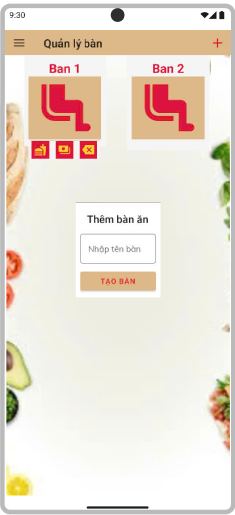 9:30
Quản lý bàn
Ban 1
Ban 2
Thêm bàn ăn
Nhập tên bàn
TẠO BÀN